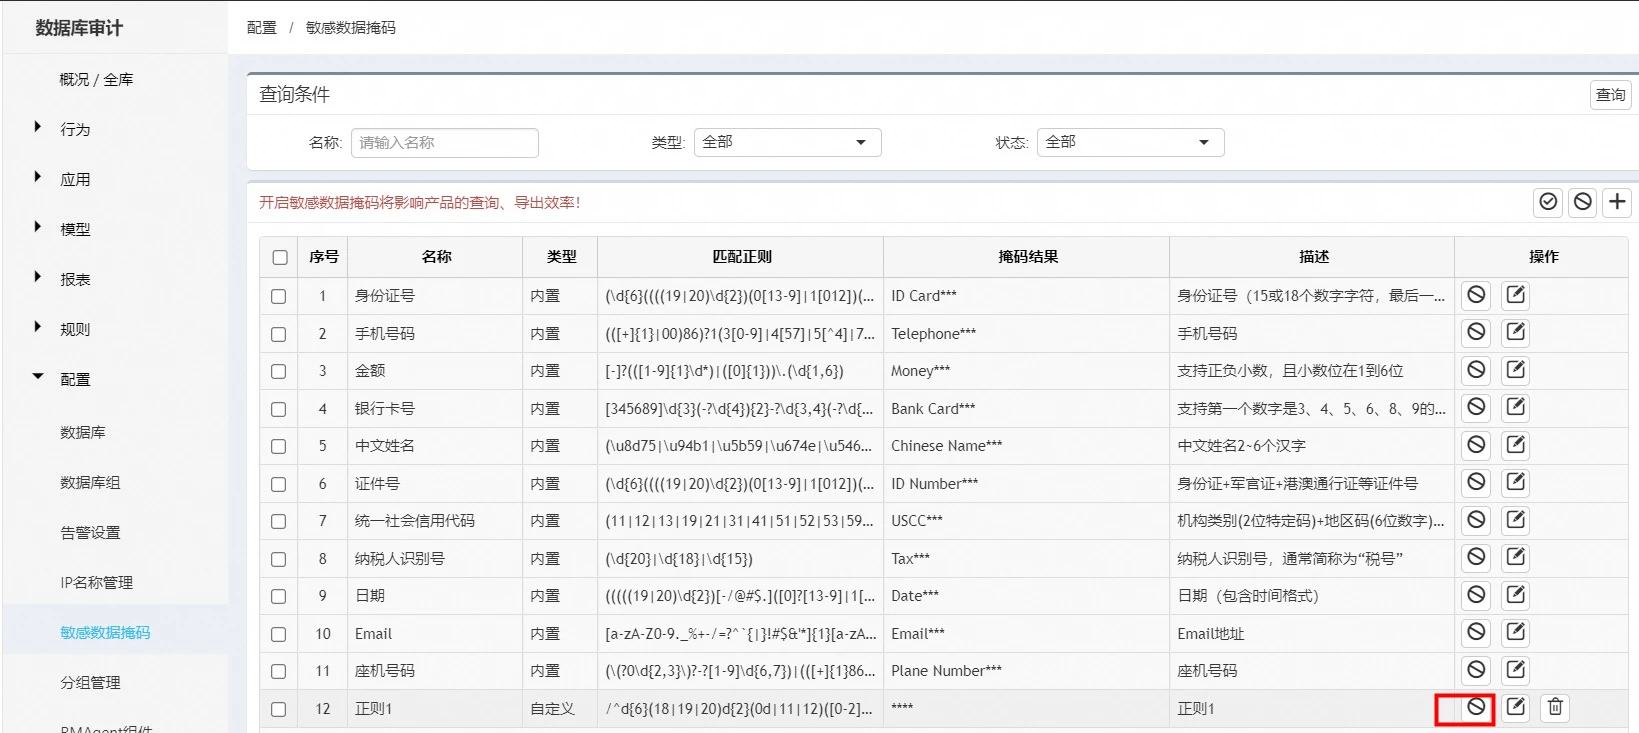 数据库审计
配置 / 敏感数据掩码
概况 / 全库
行为
应用
模型
报表
规则
配置
数据库
数据库组
告警设置
IP名称管理
敏感数据掩码
分组管理
查询条件
查询
名称: 请输入名称 类型: 全部 状态: 全部
开启敏感数据掩码将影响产品的查询、导出效率!
序号 名称 类型 匹配正则 掩码结果 描述 操作
1 身份证号 内置 (\d{6}((((19|20)\d{2})(0[13-9]|1[012])(... ID Card*** 身份证号（15或18个数字字符，最后一...
2 手机号码 内置 (([+]{1}|00)86)?1(3[0-9]|4[57]|5[^4]|7... Telephone*** 手机号码
3 金额 内置 [-]?(([1-9]{1}\d*)|([0]{1}))\.(\d{1,6}) Money*** 支持正负小数，且小数位在1到6位
4 银行卡号 内置 [345689]\d{3}(-?\d{4}){2}-?\d{3,4}(-?\d{... Bank Card*** 支持第一个数字是3、4、5、6、8、9的...
5 中文姓名 内置 (\u8d75|\u94b1|\u5b59|\u674e|\u546... Chinese Name*** 中文姓名2~6个汉字
6 证件号 内置 (\d{6}((((19|20)\d{2})(0[13-9]|1[012])(... ID Number*** 身份证+军官证+港澳通行证等证件号
7 统一社会信用代码 内置 (11|12|13|19|21|31|41|51|52|53|59... USCC*** 机构类别(2位特定码)+地区码(6位数字)...
8 纳税人识别号 内置 (\d{20}|\d{18}|\d{15}) Tax*** 纳税人识别号，通常简称为“税号”
9 日期 内置 (((((19|20)\d{2})[-/@#$.]([0]?[13-9]|1[... Date*** 日期（包含时间格式）
10 Email 内置 [a-zA-Z0-9._%+-/=?^`{|}!#$&'*]{1}[a-zA... Email*** Email地址
11 座机号码 内置 (\(?0\d{2,3}\)?-?[1-9]\d{6,7})|(([+]{1}86... Plane Number*** 座机号码
12 正则1 自定义 /^d{6}(18|19|20)d{2}(0d|11|12)([0-2]... **** 正则1